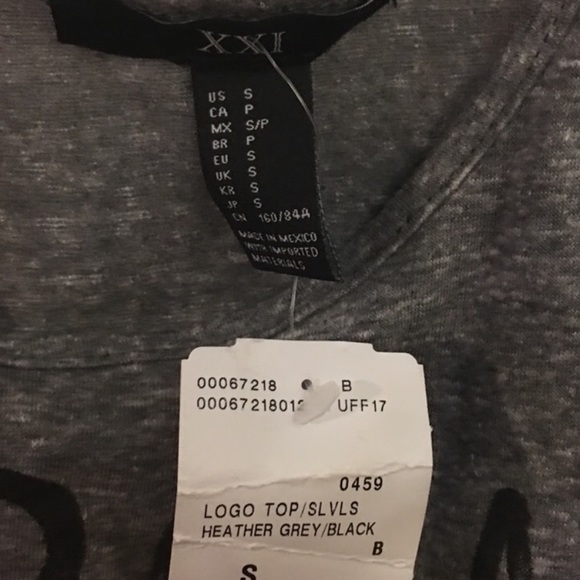 XXI
US S
CA P
MX S/P
BR P
EU S
UK S
KR S
JP S
CN 160/84A
MADE IN MEXICO
WITH IMPORTED
MATERIALS
00067218 B
00067218012 UFF17
0459
LOGO TOP/SLVLS
HEATHER GREY/BLACK
B
S